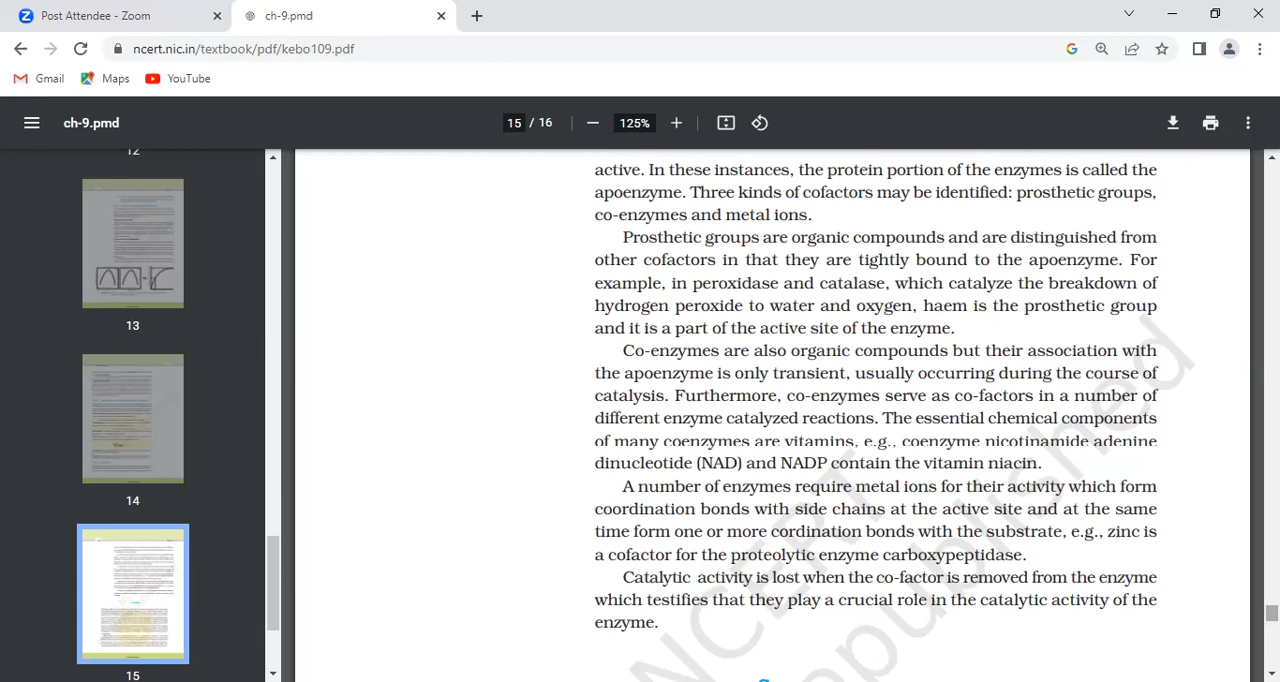 Post Attendee - Zoom
ch-9.pmd
ncert.nic.in/textbook/pdf/kebo109.pdf
Gmail
Maps
YouTube
ch-9.pmd
15 / 16
125%
12
13
14
15
active. In these instances, the protein portion of the enzymes is called the
apoenzyme. Three kinds of cofactors may be identified: prosthetic groups,
co-enzymes and metal ions.
Prosthetic groups are organic compounds and are distinguished from
other cofactors in that they are tightly bound to the apoenzyme. For
example, in peroxidase and catalase, which catalyze the breakdown of
hydrogen peroxide to water and oxygen, haem is the prosthetic group
and it is a part of the active site of the enzyme.
Co-enzymes are also organic compounds but their association with
the apoenzyme is only transient, usually occurring during the course of
catalysis. Furthermore, co-enzymes serve as co-factors in a number of
different enzyme catalyzed reactions. The essential chemical components
of many coenzymes are vitamins, e.g., coenzyme nicotinamide adenine
dinucleotide (NAD) and NADP contain the vitamin niacin.
A number of enzymes require metal ions for their activity which form
coordination bonds with side chains at the active site and at the same
time form one or more coordination bonds with the substrate, e.g., zinc is
a cofactor for the proteolytic enzyme carboxypeptidase.
Catalytic activity is lost when the co-factor is removed from the enzyme
which testifies that they play a crucial role in the catalytic activity of the
enzyme.
NCERT
republished